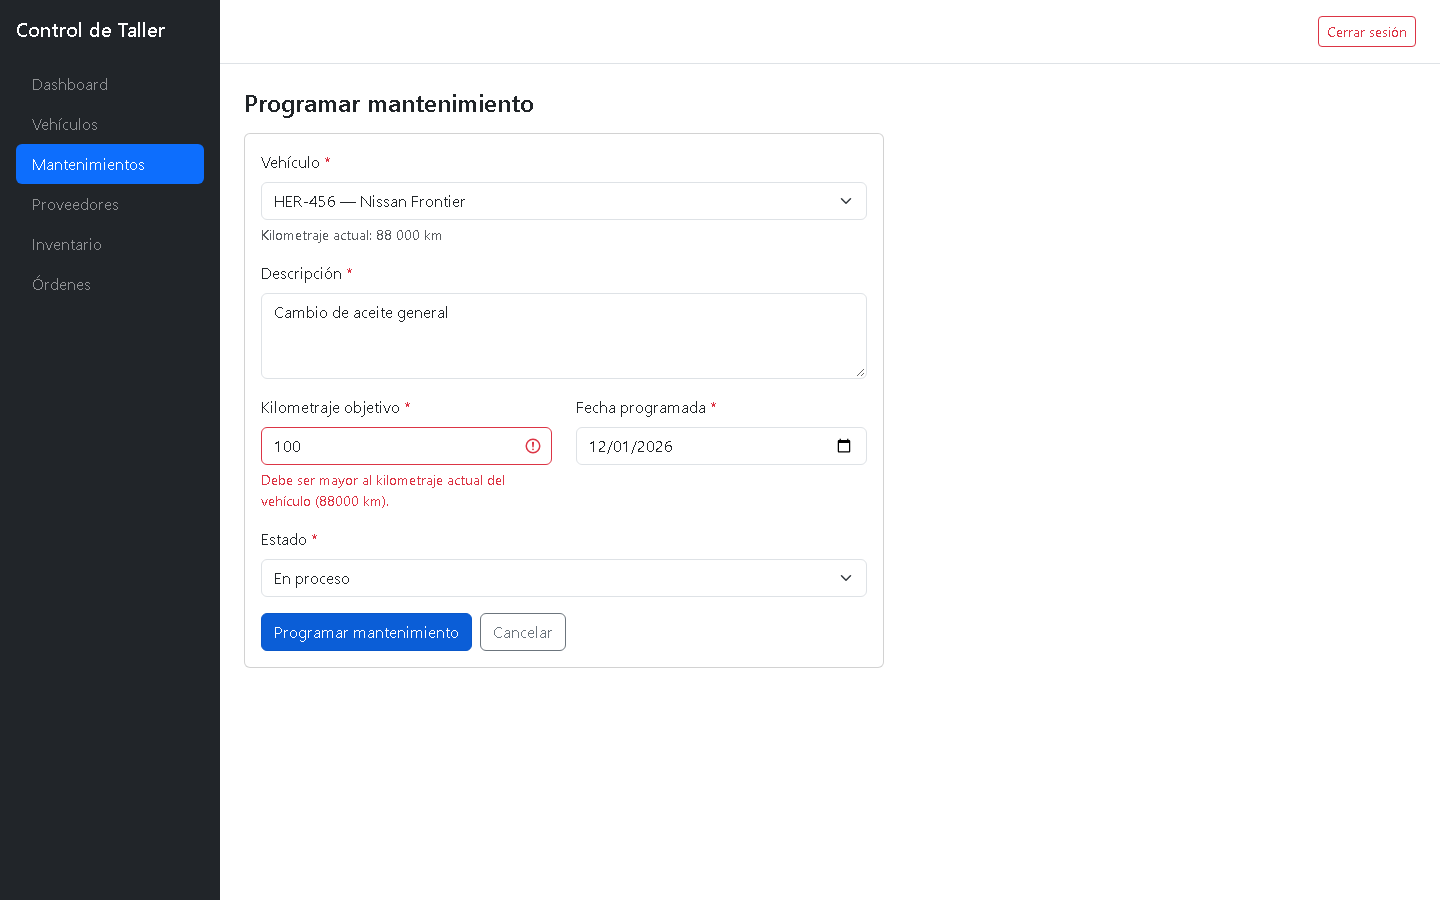 Control de Taller
Cerrar sesión
Dashboard
Vehículos
Mantenimientos
Proveedores
Inventario
Órdenes
Programar mantenimiento
Vehículo *
HER-456 — Nissan Frontier
Kilometraje actual: 88 000 km
Descripción *
Cambio de aceite general
Kilometraje objetivo *
Fecha programada *
100
12/01/2026
Debe ser mayor al kilometraje actual del
vehículo (88000 km).
Estado *
En proceso
Programar mantenimiento
Cancelar